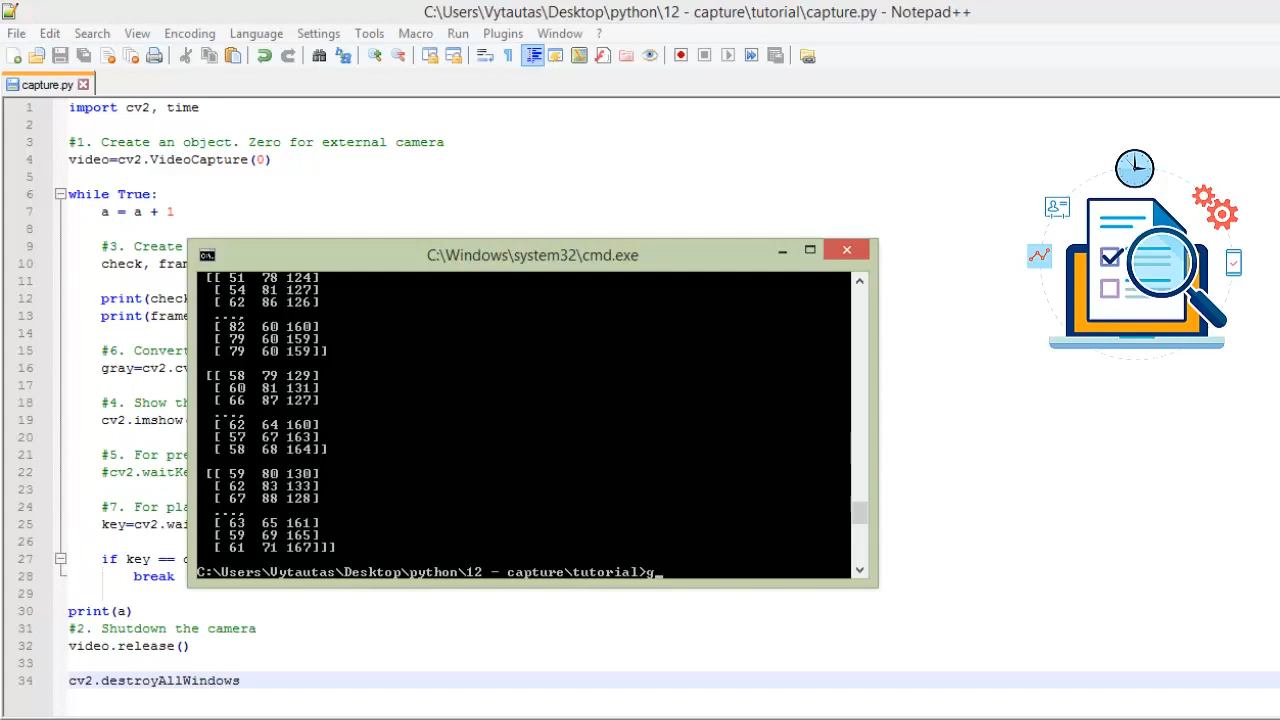 C:\Users\Vytautas\Desktop\python\12 - capture\tutorial\capture.py - Notepad++
File Edit Search View Encoding Language Settings Tools Macro Run Plugins Window ?
capture.py
1 import cv2, time
2
3 #1. Create an object. Zero for external camera
4 video=cv2.VideoCapture(0)
5
6 while True:
7 a = a + 1
8
9 #3. Create
10 check, fram
11
12 print(chec
13 print(fram
14
15 #6. Convert
16 gray=cv2.cv
17
18 #4. Show th
19 cv2.imshow
20
21 #5. For pre
22 #cv2.waitKe
23
24 #7. For pla
25 key=cv2.wai
26
27 if key == o
28 break
29
30 print(a)
31 #2. Shutdown the camera
32 video.release()
33
34 cv2.destroyAllWindows
C:\Windows\system32\cmd.exe
[[ 51 78 124]
[ 54 81 127]
[ 62 86 126]
...,
[ 82 60 160]
[ 79 60 159]
[ 79 60 159]]
[[ 58 79 129]
[ 60 81 131]
[ 66 87 127]
...,
[ 62 64 160]
[ 57 67 163]
[ 58 68 164]]
[[ 59 80 130]
[ 62 83 133]
[ 67 88 128]
...,
[ 63 65 161]
[ 59 69 165]
[ 61 71 167]]]
C:\Users\Vytautas\Desktop\python\12 - capture\tutorial>g_